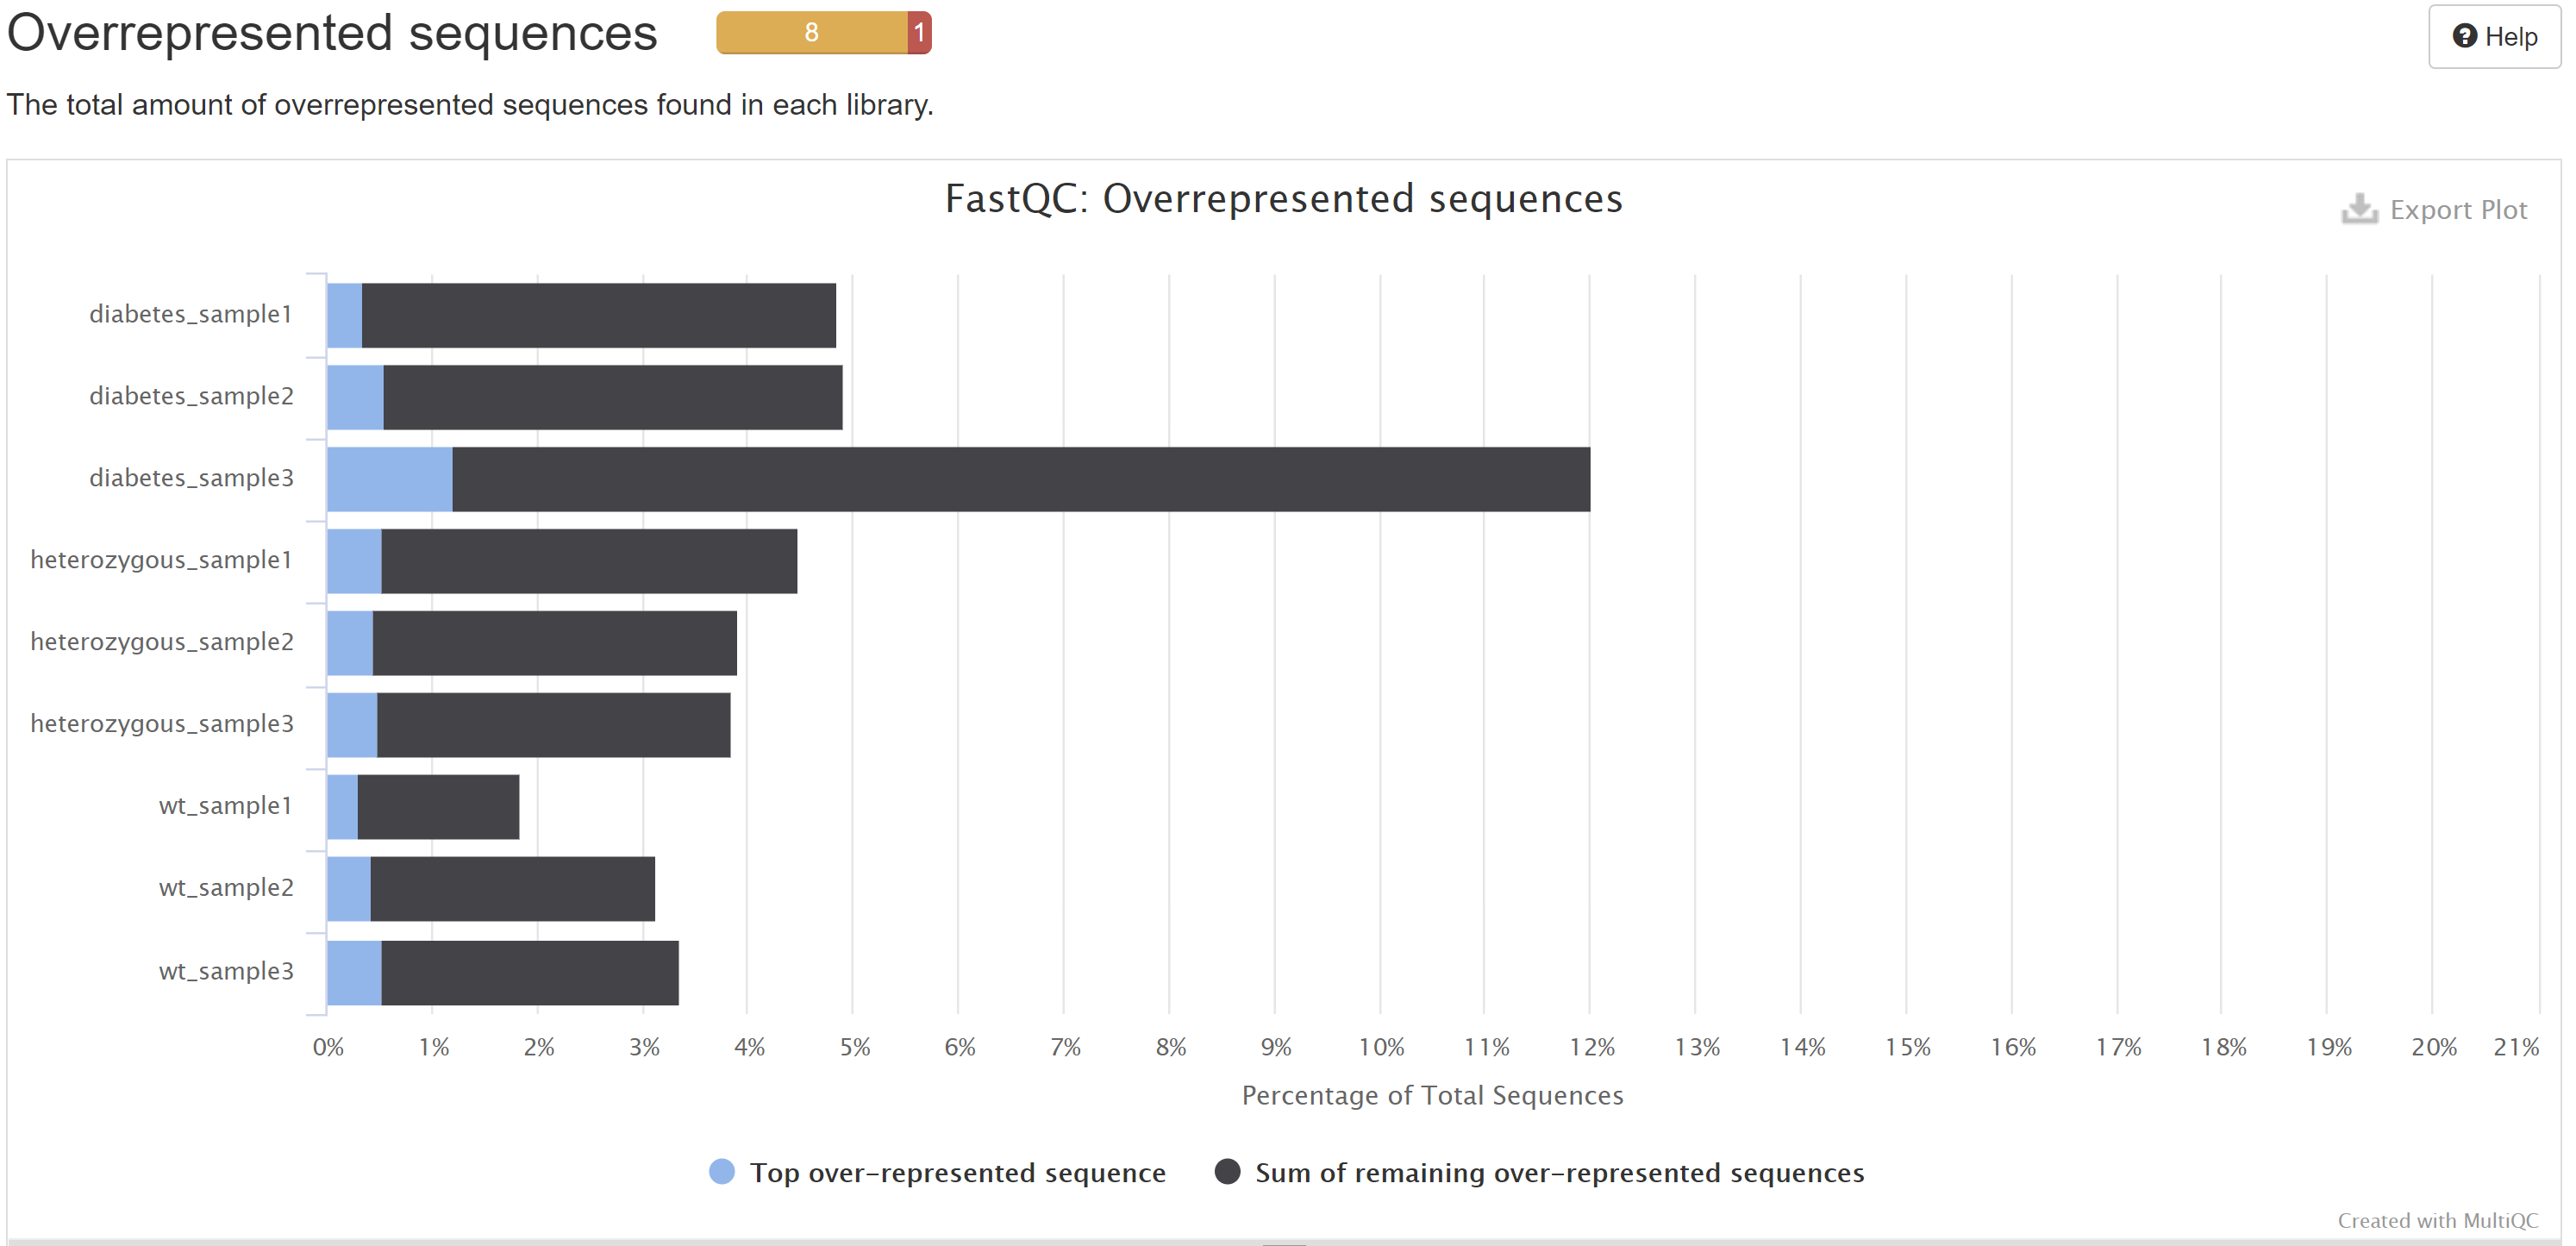 Overrepresented sequences 8 1 Help
The total amount of overrepresented sequences found in each library.
FastQC: Overrepresented sequences
Export Plot
diabetes_sample1
diabetes_sample2
diabetes_sample3
heterozygous_sample1
heterozygous_sample2
heterozygous_sample3
wt_sample1
wt_sample2
wt_sample3
0% 1% 2% 3% 4% 5% 6% 7% 8% 9% 10% 11% 12% 13% 14% 15% 16% 17% 18% 19% 20% 21%
Percentage of Total Sequences
Top over-represented sequence Sum of remaining over-represented sequences
Created with MultiQC